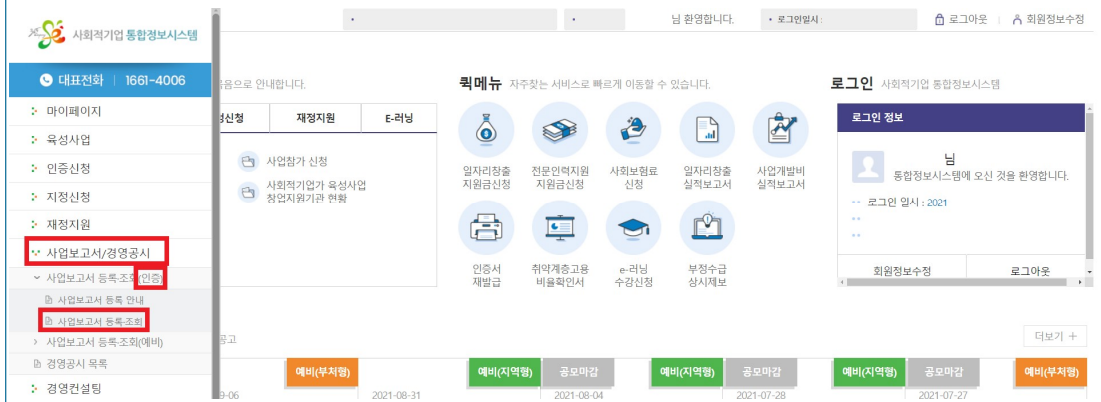 사회적기업 통합정보시스템
님 환영합니다.
• 로그인일시 :
로그아웃
회원정보수정
대표전화 | 1661-4006
마이페이지
육성사업
인증신청
지정신청
재정지원
사업보고서/경영공시
사업보고서 등록·조회(인증)
사업보고서 등록 안내
사업보고서 등록·조회
사업보고서 등록·조회(예비)
경영공시 목록
경영컨설팅
음으로 안내합니다.
신청
재정지원
E-러닝
사업참가 신청
사회적기업가 육성사업
창업지원기관 현황
퀵메뉴 자주찾는 서비스로 빠르게 이동할 수 있습니다.
일자리창출
지원금신청
전문인력지원
지원금신청
사회보험료
신청
일자리창출
실적보고서
사업개발비
실적보고서
인증서
재발급
취약계층고용
비율확인서
e-러닝
수강신청
부정수급
상시제보
로그인 사회적기업 통합정보시스템
로그인 정보
님
통합정보시스템에 오신 것을 환영합니다.
로그인 일시 : 2021
회원정보수정
로그아웃
공고
더보기 +
예비(부처형)
예비(지역형)
공모마감
예비(지역형)
공모마감
예비(지역형)
공모마감
예비(부처형)
9-06
2021-08-31
2021-08-04
2021-07-28
2021-07-27